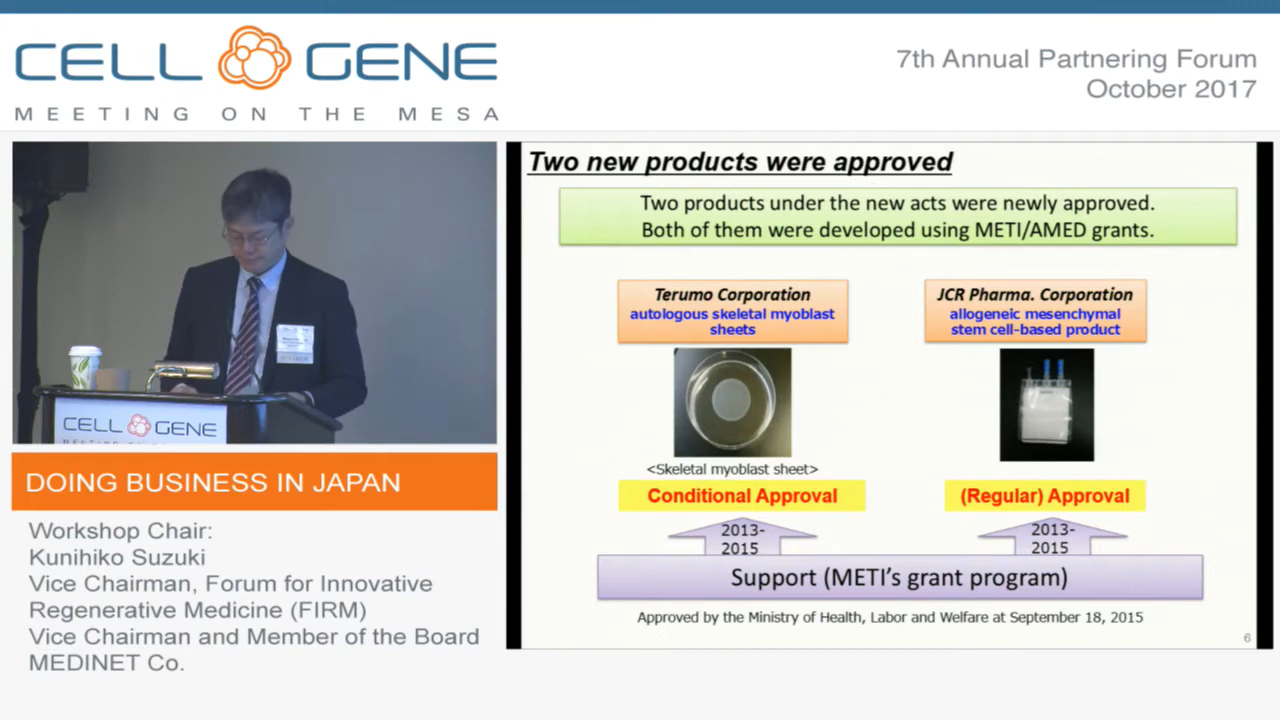 CELL GENE
MEETING ON THE MESA
7th Annual Partnering Forum
October 2017
CELL GENE
Two new products were approved
Two products under the new acts were newly approved.
Both of them were developed using METI/AMED grants.
Terumo Corporation
autologous skeletal myoblast
sheets
JCR Pharma. Corporation
allogeneic mesenchymal
stem cell-based product
<Skeletal myoblast sheet>
Conditional Approval
(Regular) Approval
2013-
2015
2013-
2015
Support (METI's grant program)
Approved by the Ministry of Health, Labor and Welfare at September 18, 2015
6
DOING BUSINESS IN JAPAN
Workshop Chair:
Kunihiko Suzuki
Vice Chairman, Forum for Innovative
Regenerative Medicine (FIRM)
Vice Chairman and Member of the Board
MEDINET Co.